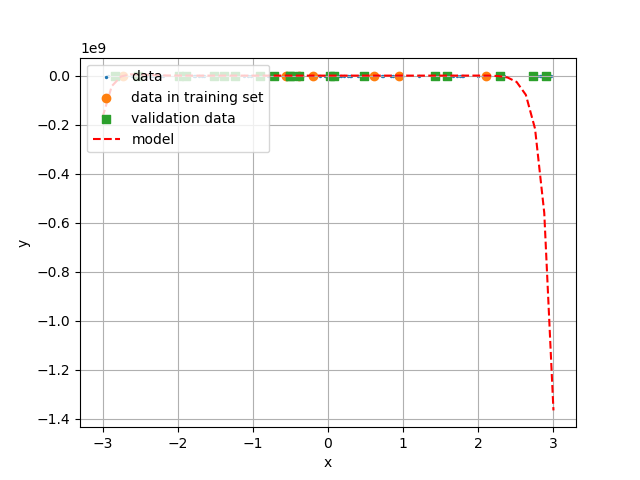 1e9
0.0
−0.2
−0.4
−0.6
−0.8
−1.0
−1.2
−1.4
y
data
data in training set
validation data
model
−3 −2 −1 0 1 2 3
x